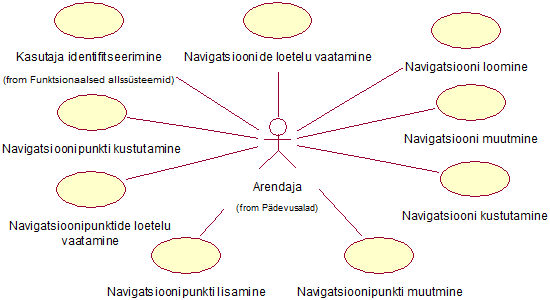 Kasutaja identifitseerimine
(from Funktsionaalsed allssüsteemid)
Navigatsioonide loetelu vaatamine
Navigatsiooni loomine
Navigatsioonipunkti kustutamine
Navigatsiooni muutmine
Arendaja
(from Pädevusalad)
Navigatsioonipunktide loetelu
vaatamine
Navigatsiooni kustutamine
Navigatsioonipunkti lisamine
Navigatsioonipunkti muutmine